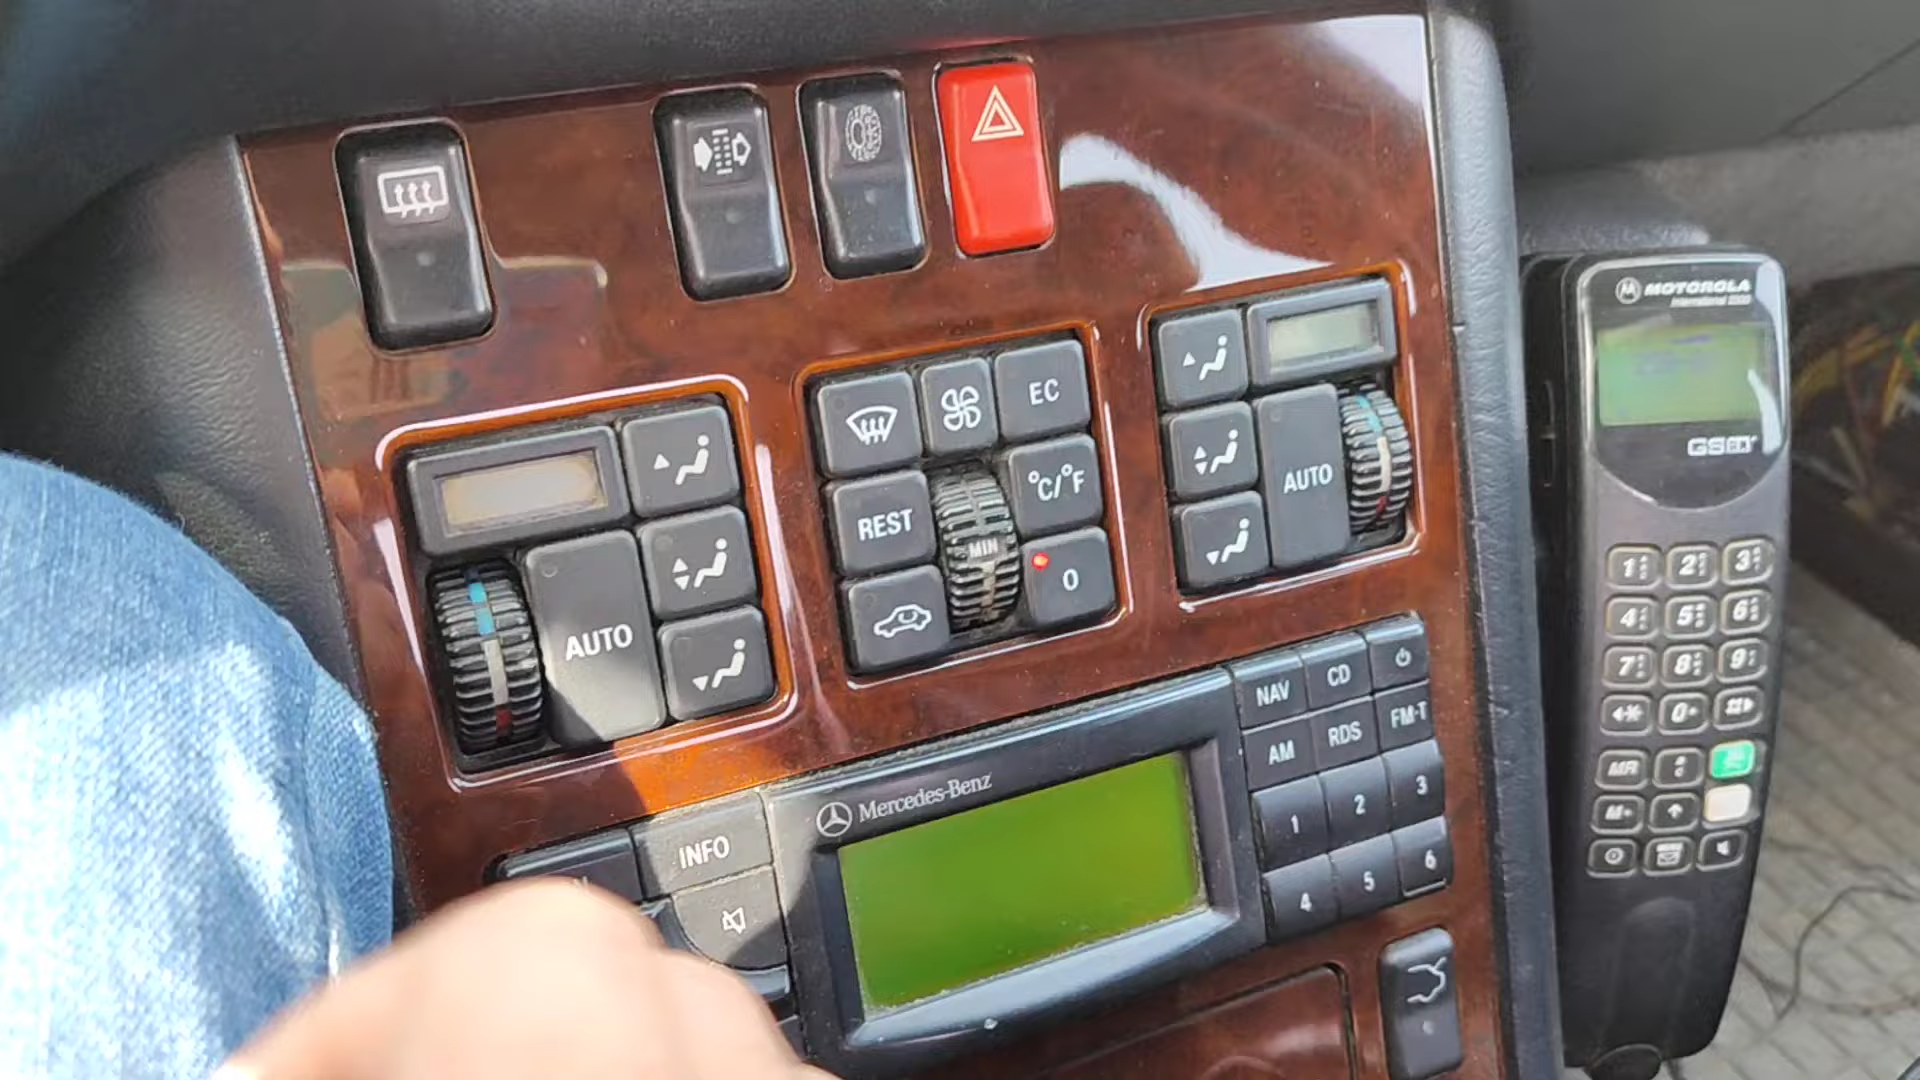 MOTOROLA
International
GSM
EC
°C/°F
REST
MIN
0
AUTO
AUTO
Mercedes-Benz
INFO
NAV CD
AM RDS FM-T
1 2 3
4 5 6
1 2 3
4 5 6
7 8 9
<* 0+ #>
MR C
M+